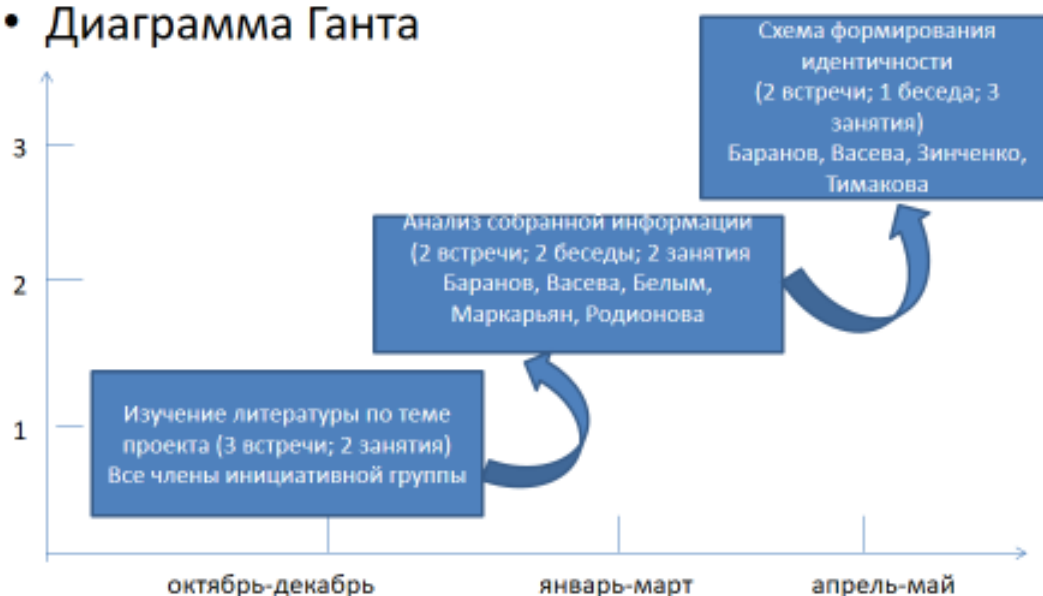 • Диаграмма Ганта
Схема формирования
идентичности
(2 встречи; 1 беседа; 3
занятия)
Баранов, Васева, Зинченко,
Тимакова
3
Анализ собранной информации
(2 встречи; 2 беседы; 2 занятия
Баранов, Васева, Белым,
Маркарьян, Родионова
2
Изучение литературы по теме
проекта (3 встречи; 2 занятия)
Все члены инициативной группы
1
октябрь-декабрь
январь-март
апрель-май